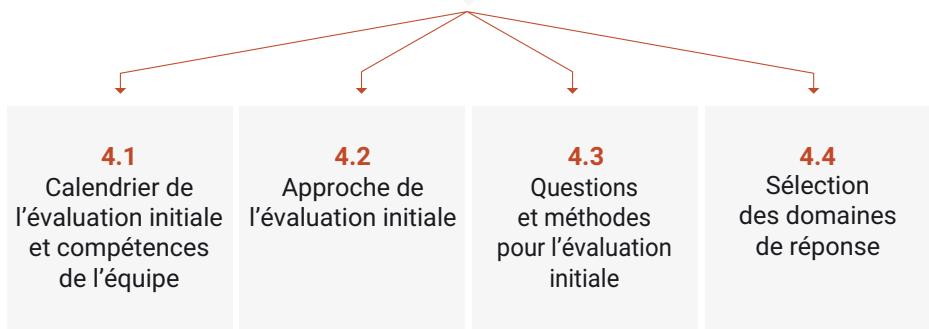 4.1
Calendrier de
l’évaluation initiale
et compétences
de l’équipe
4.2
Approche de
l’évaluation initiale
4.3
Questions
et méthodes
pour l’évaluation
initiale
4.4
Sélection
des domaines
de réponse